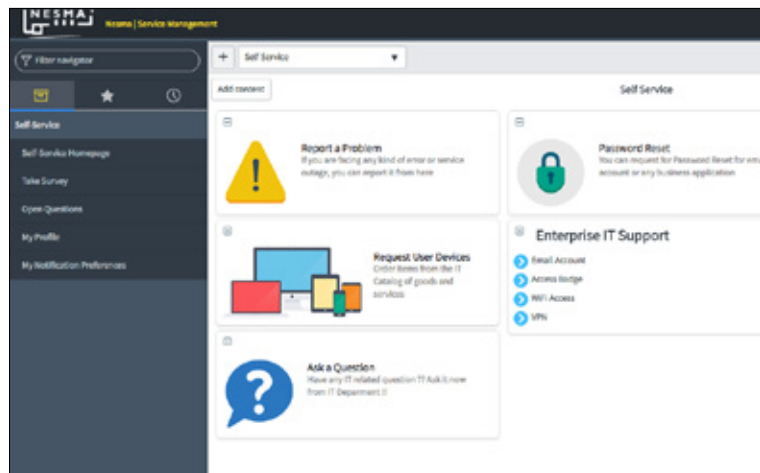 NESMA
Nesma | Service Management
Filter navigator
Self Service
Self-Service Homepage
Take Survey
Open Questions
My Profile
My Notification Preferences
+ Self Service
Add content
Self Service
Report a Problem
If you are facing any kind of error or service
outage, you can report it from here
Password Reset
You can request for Password Reset for ema
account or any business application
Request User Devices
Order items from the IT
Catalog of goods and
services
Enterprise IT Support
Email Account
Access Badge
WiFi Access
VPN
Ask a Question
Have any IT related question ?? Ask it now
from IT Deparment !!